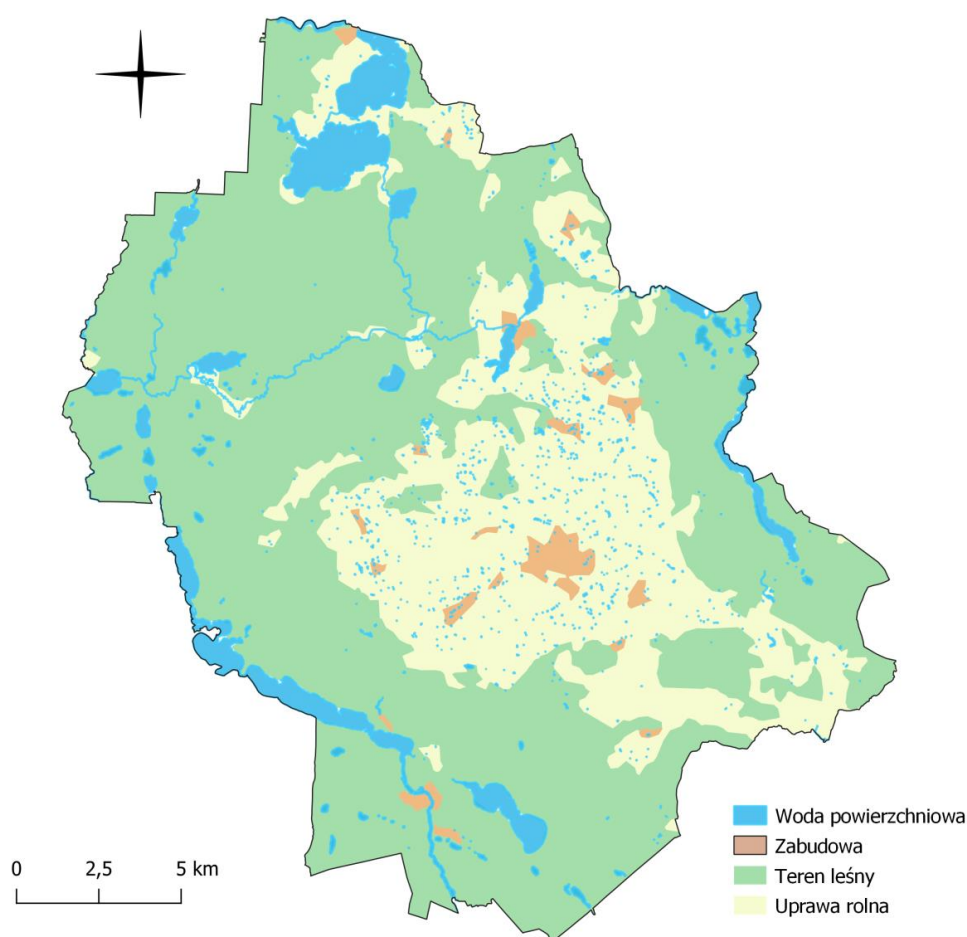 Woda powierzchniowa
Zabudowa
Teren leśny
Uprawa rolna
0 2,5 5 km